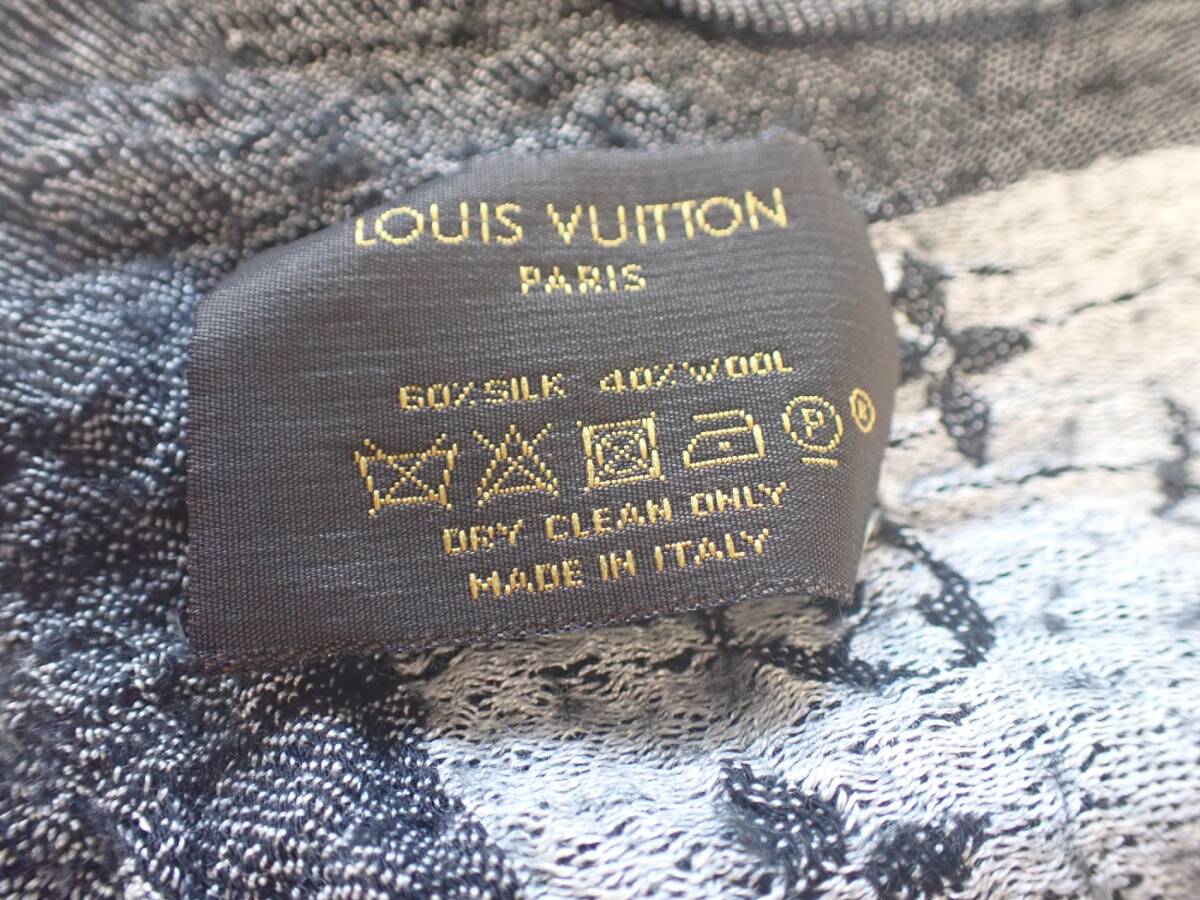 LOUIS VUITTON
PARIS
60%SILK 40%WOOL
P ®
DRY CLEAN ONLY
MADE IN ITALY